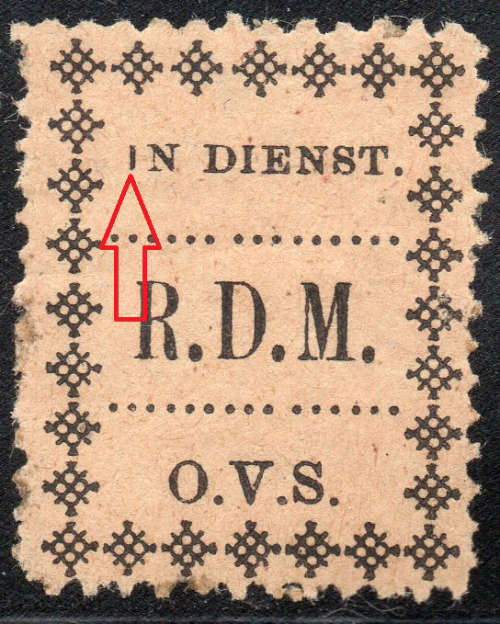 IN DIENST.
R.D.M.
O.V.S.